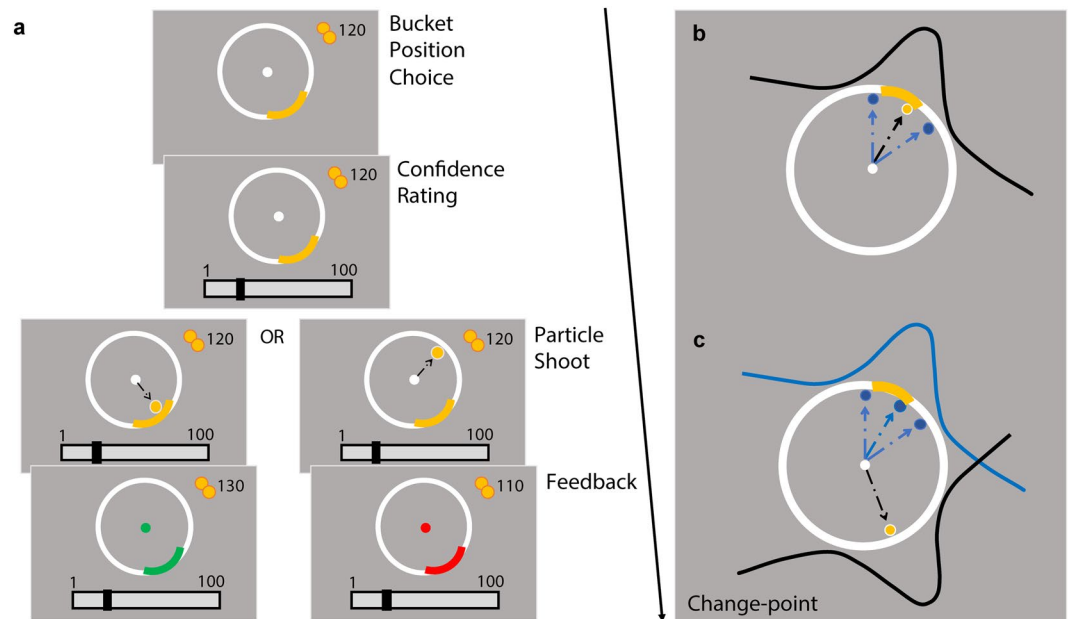 a
120
Bucket
Position
Choice
120
Confidence
Rating
1 100
120
OR
120
Particle
Shoot
1 100
1 100
130
110
Feedback
1 100
1 100
b
c
Change-point